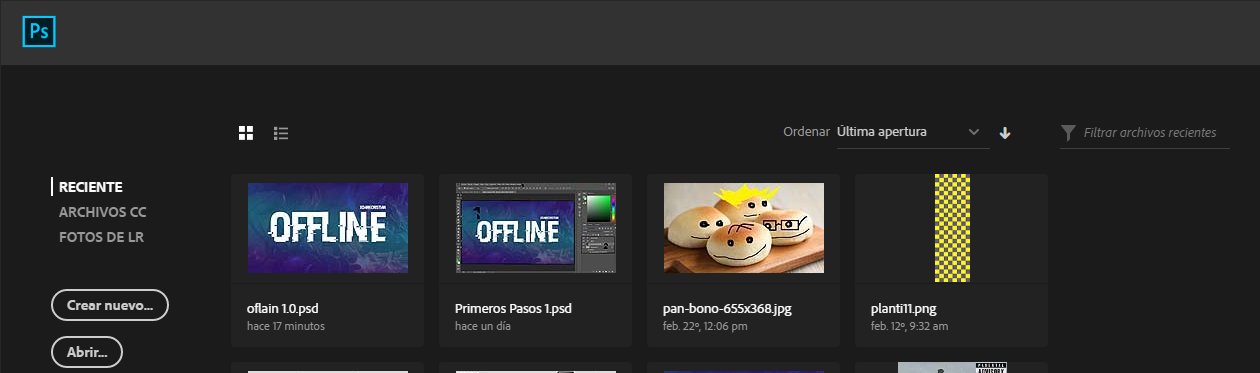 Ps
Ordenar Última apertura
Filtrar archivos recientes
RECIENTE
ARCHIVOS CC
FOTOS DE LR
Crear nuevo...
Abrir...
OFFLINE
OFFLINE
oflain 1.0.psd
hace 17 minutos
Primeros Pasos 1.psd
hace un día
pan-bono-655x368.jpg
feb. 22º, 12:06 pm
planti11.png
feb. 12º, 9:32 am
PARENTAL
ADVISORY